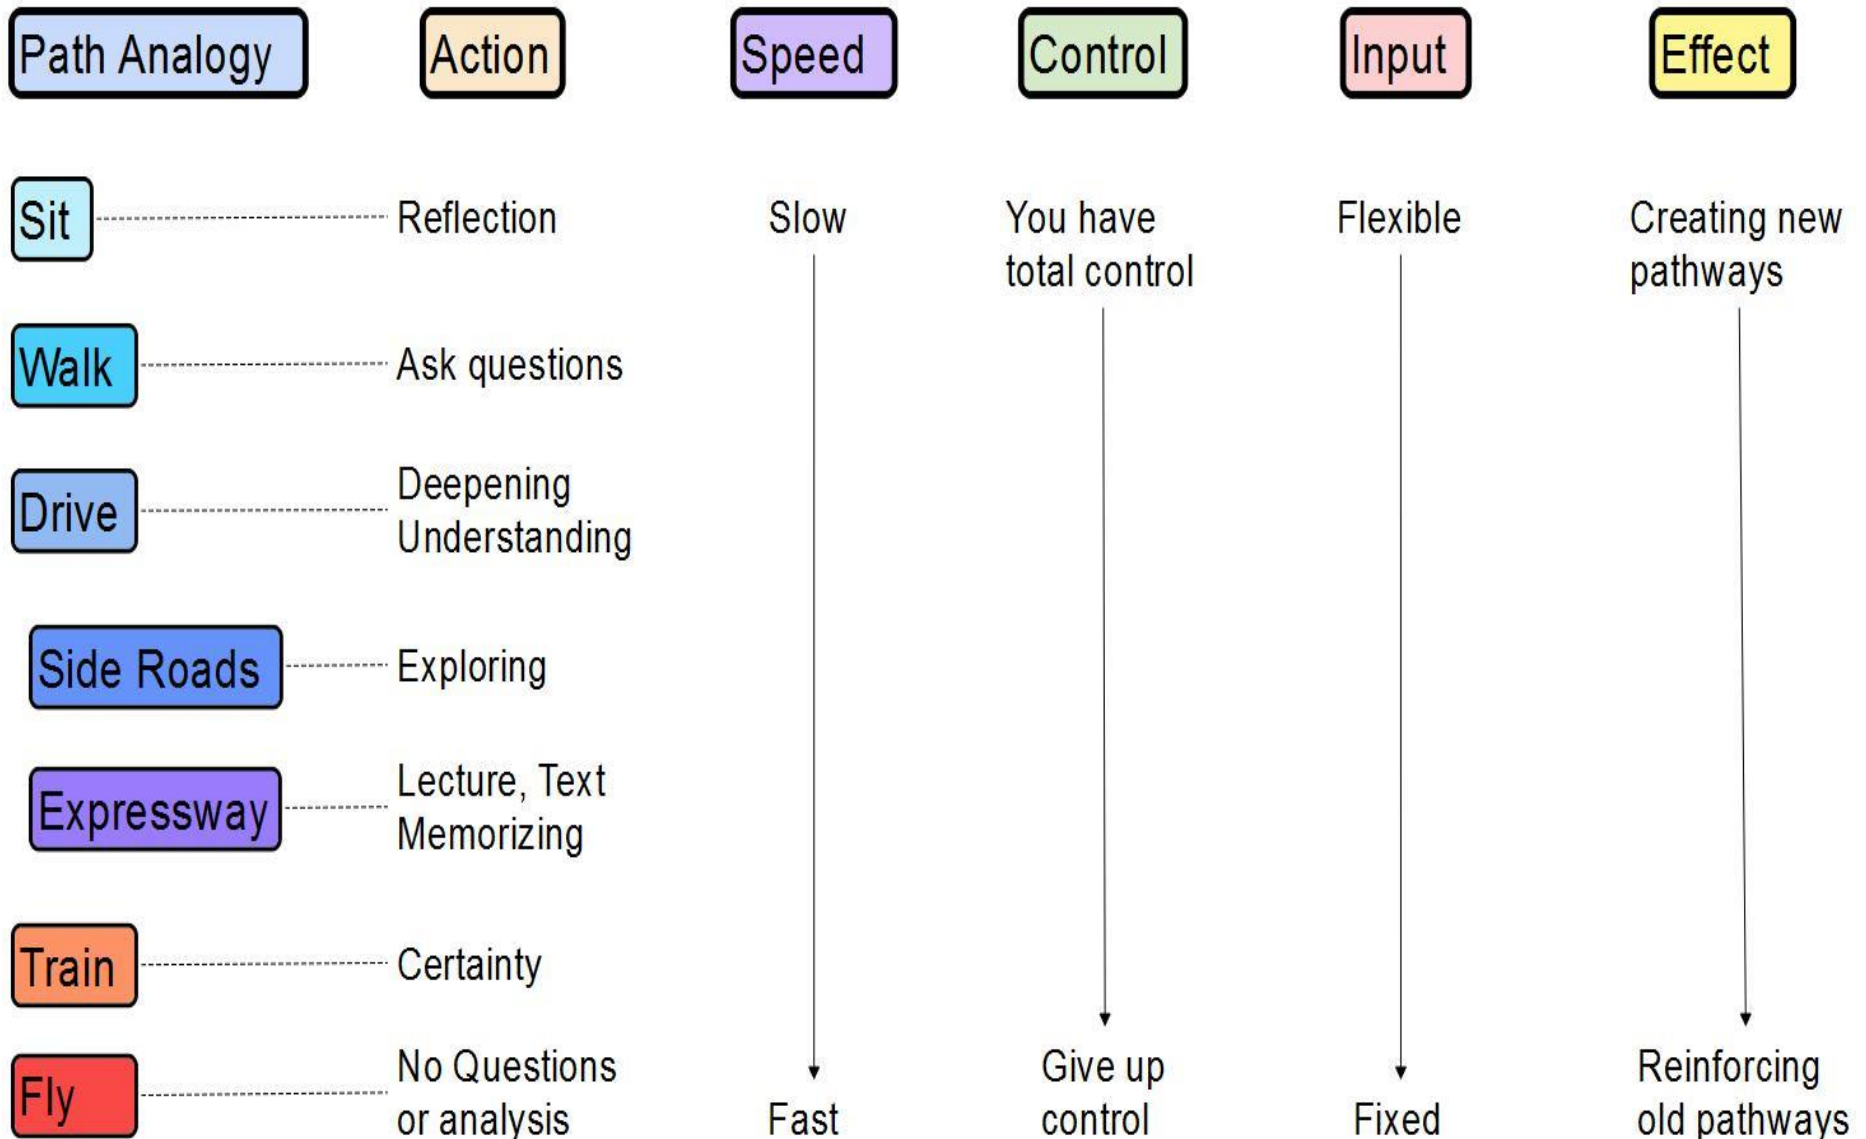 Path Analogy Action Speed Control Input Effect
Sit Reflection Slow You have Flexible Creating new
total control pathways
Walk Ask questions
Drive Deepening
Understanding
Side Roads Exploring
Expressway Lecture, Text
Memorizing
Train Certainty
Fly No Questions Give up Reinforcing
or analysis Fast control Fixed old pathways